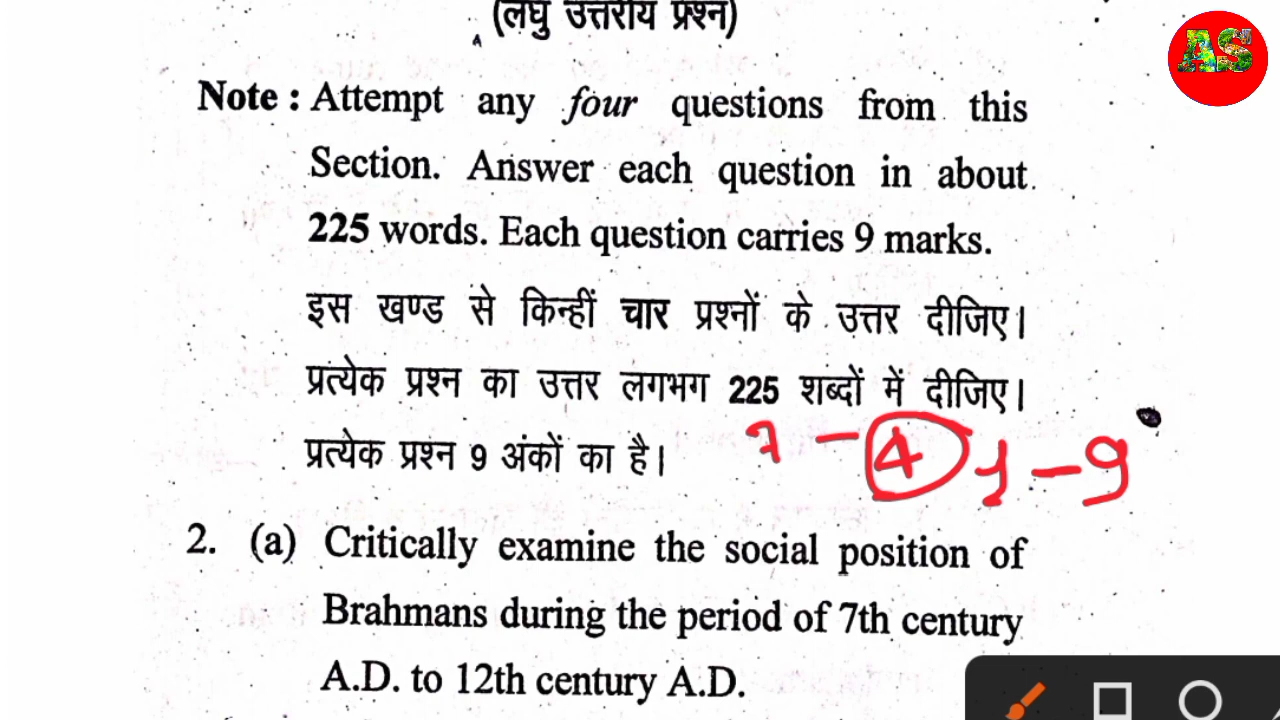 (लघु उत्तरीय प्रश्न)
AS
Note : Attempt any four questions from this
Section. Answer each question in about
225 words. Each question carries 9 marks.
इस खण्ड से किन्हीं चार प्रश्नों के उत्तर दीजिए।
प्रत्येक प्रश्न का उत्तर लगभग 225 शब्दों में दीजिए।
प्रत्येक प्रश्न 9 अंकों का है।
7 - 4 1 - 9
2. (a) Critically examine the social position of
Brahmans during the period of 7th century
A.D. to 12th century A.D.